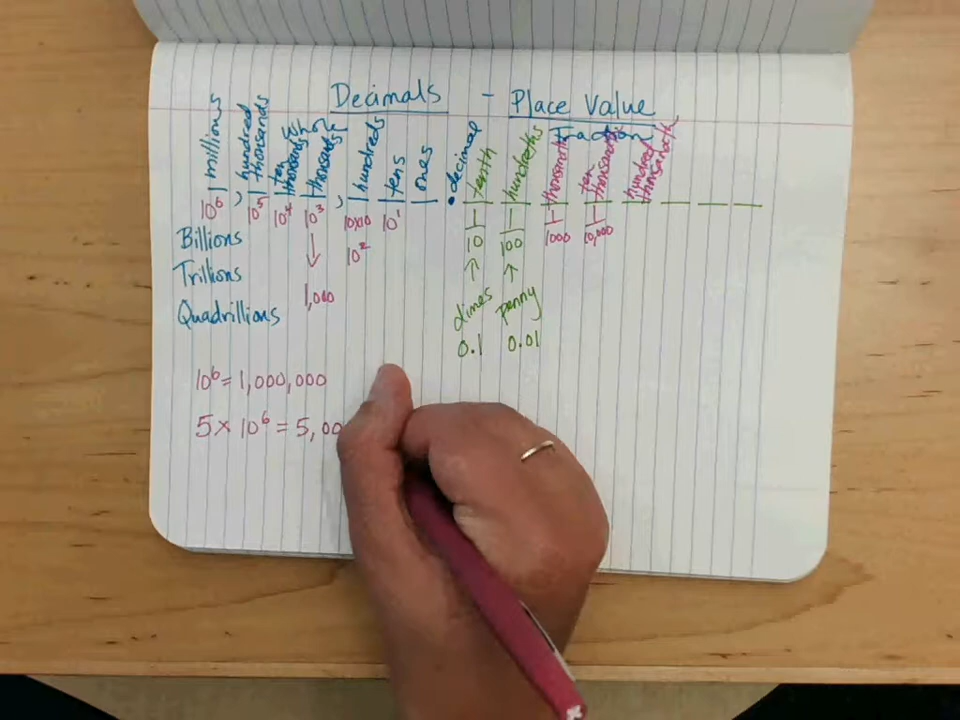 Decimals - Place Value
fraction
millions , hundred thousands ten thousands thousands , hundreds tens ones . decimal tenth hundredths thousandth ten thousandths hundred thousandth
10⁶ 10⁵ 10⁴ 10³ 10x10 10¹ 1/10 1/100 1/1000 1/10,000
10²
Billions
Trillions
Quadrillions
1,000
dimes penny
0.1 0.01
10⁶ = 1,000,000
5 x 10⁶ = 5,00